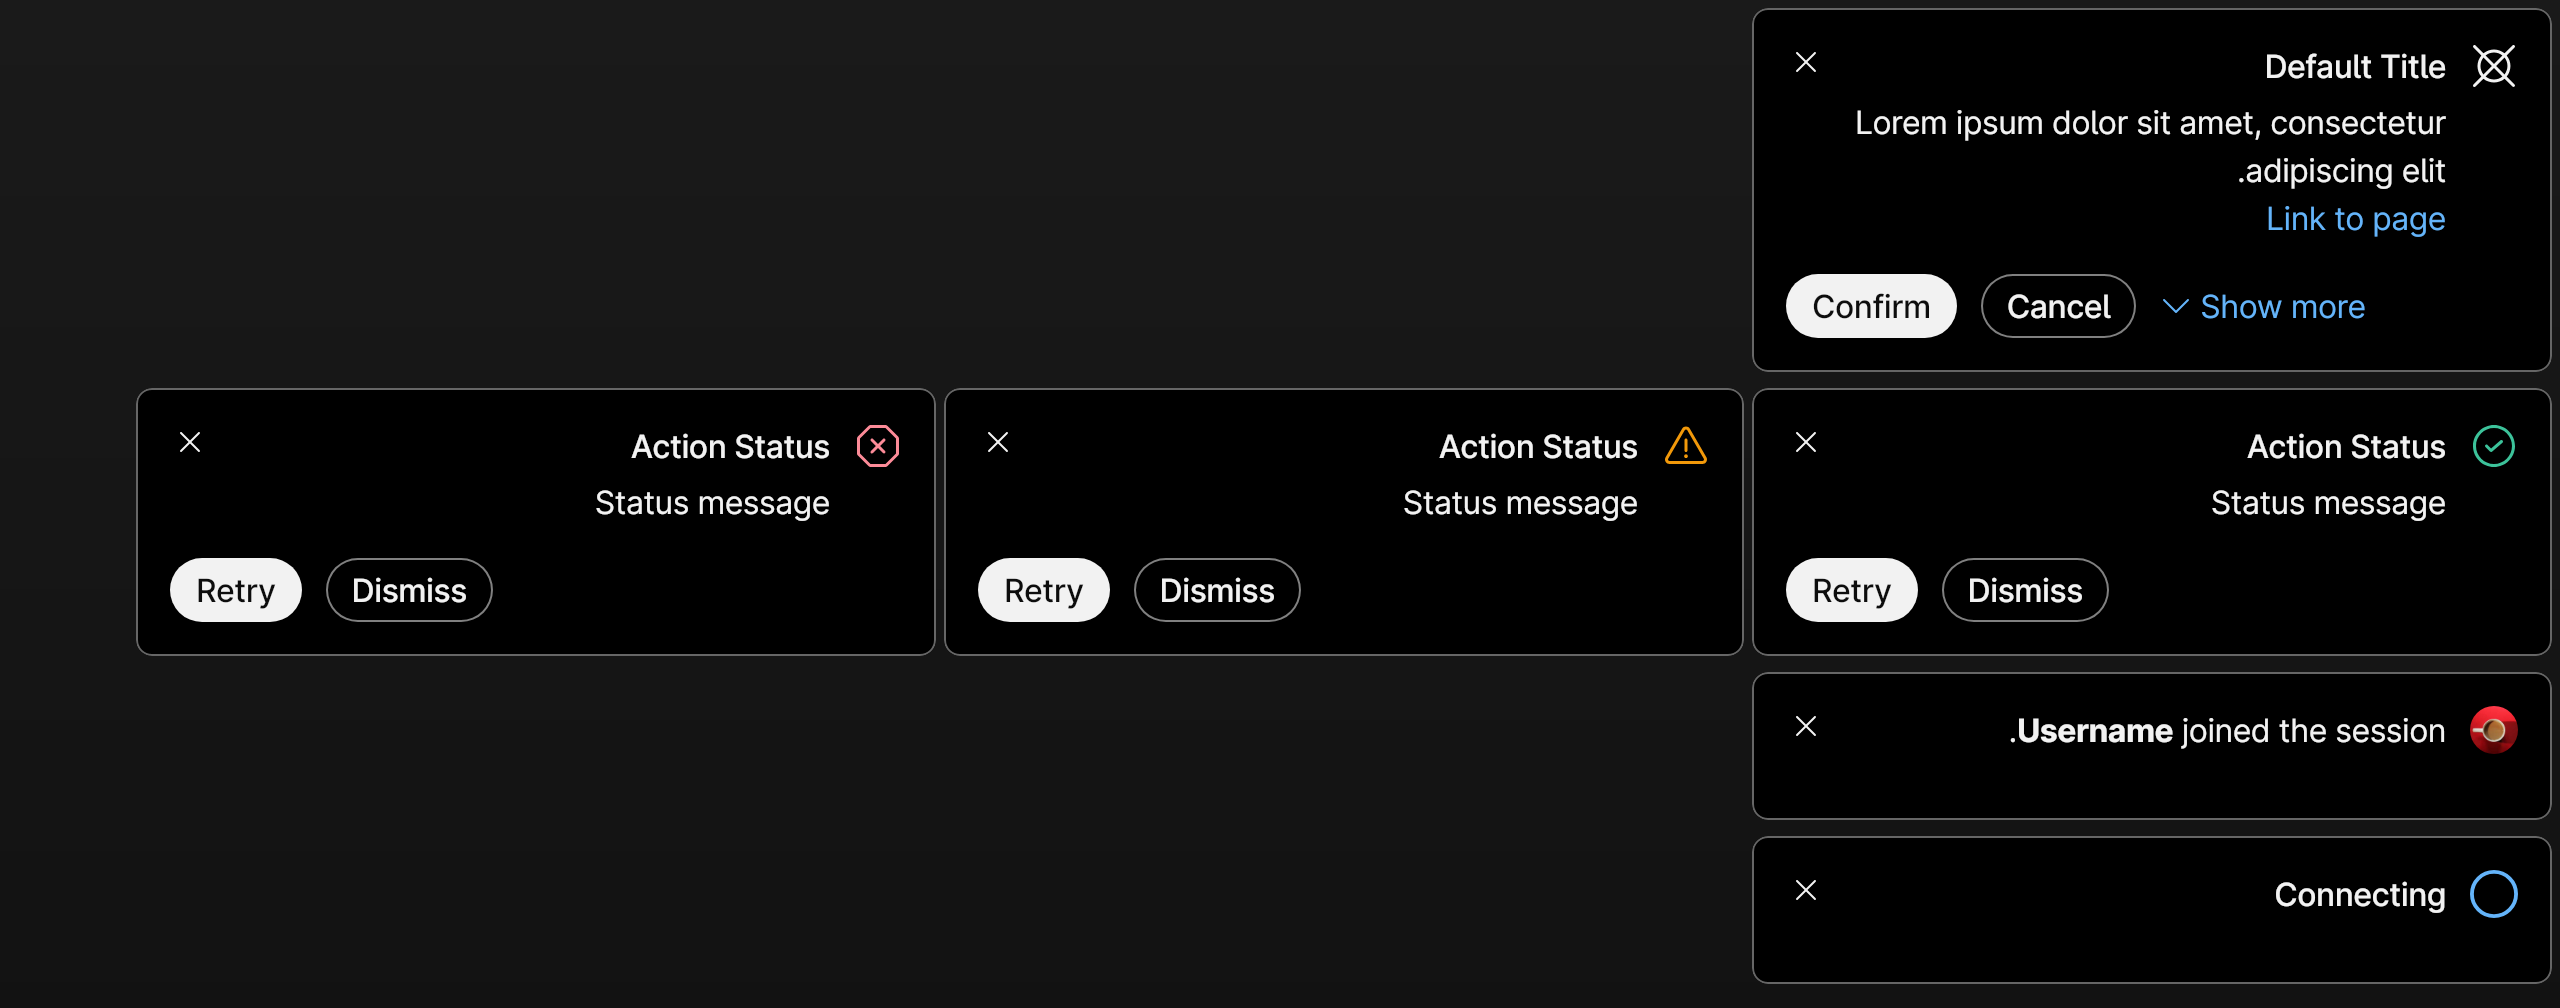 Default Title
Lorem ipsum dolor sit amet, consectetur
.adipiscing elit
Link to page
Confirm
Cancel
Show more
Action Status
Status message
Retry
Dismiss
Action Status
Status message
Retry
Dismiss
Action Status
Status message
Retry
Dismiss
.Username joined the session
Connecting